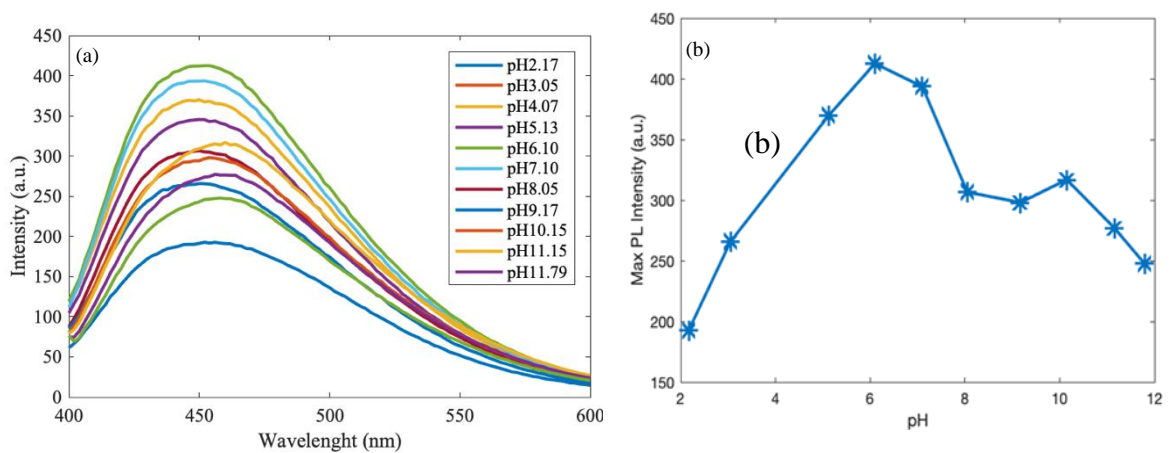 (a)
450
400
350
300
250
200
150
100
50
0
400
450
500
550
600
Intensity (a.u.)
Wavelenght (nm)
pH2.17
pH3.05
pH4.07
pH5.13
pH6.10
pH7.10
pH8.05
pH9.17
pH10.15
pH11.15
pH11.79
(b)
(b)
450
400
350
300
250
200
150
2
4
6
8
10
12
Max PL Intensity (a.u.)
pH